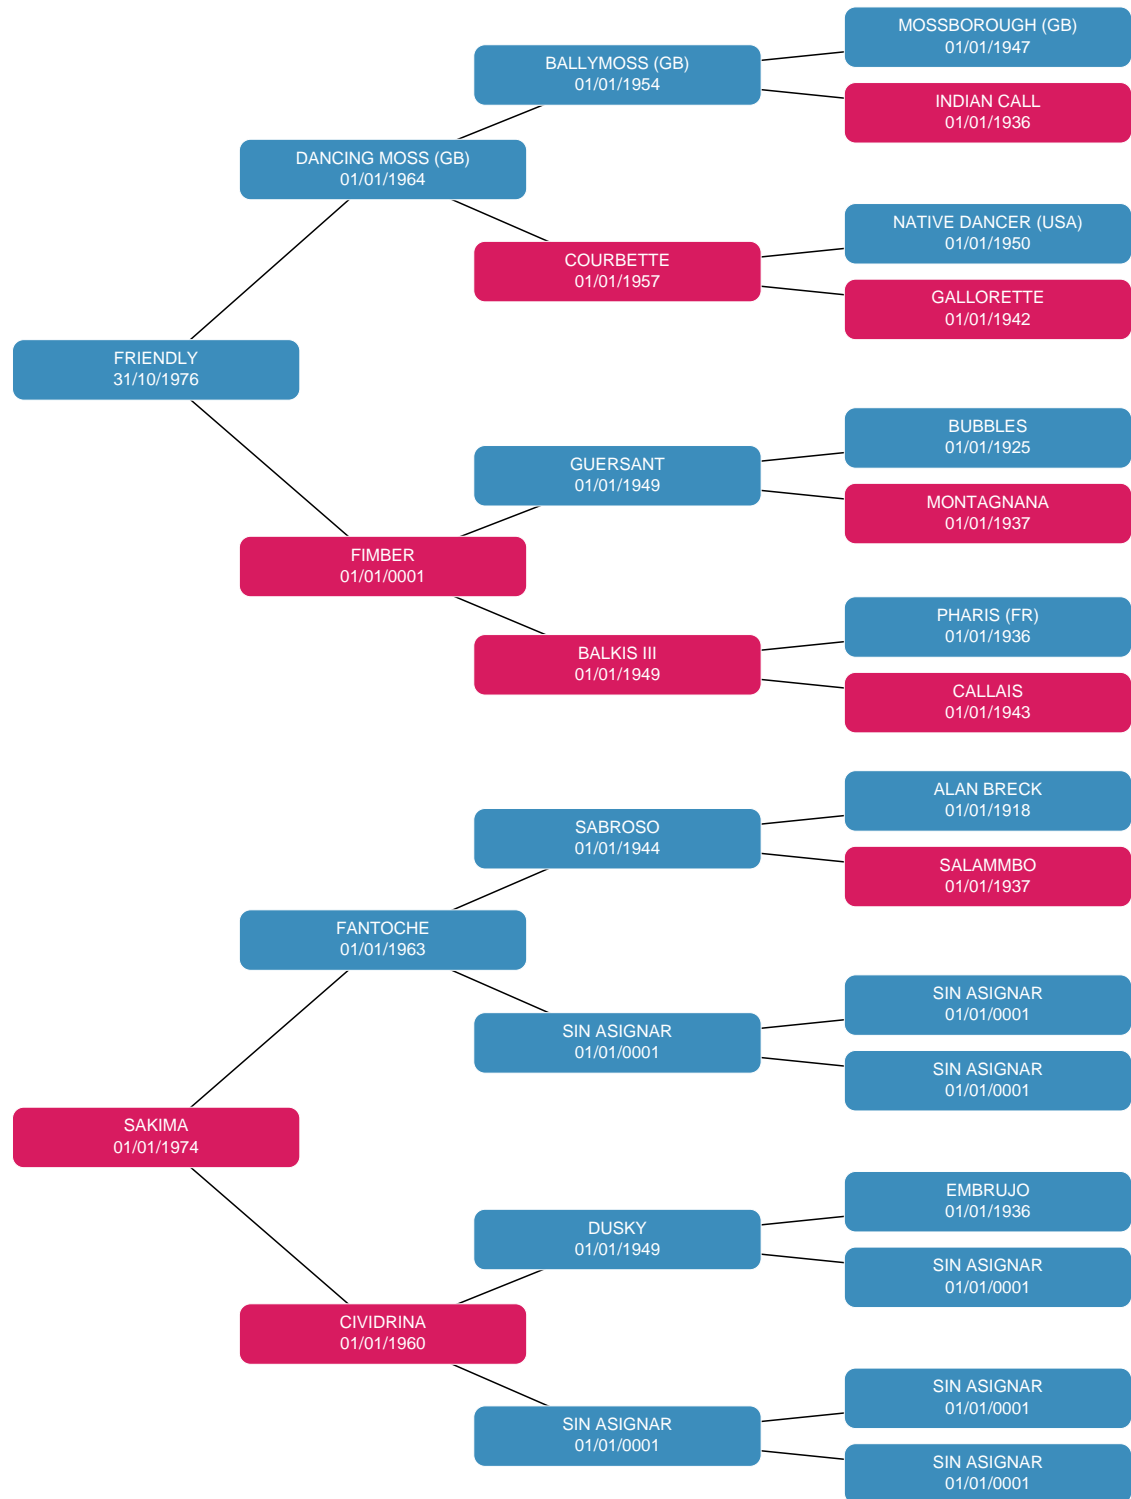 MOSSBOROUGH (GB)
01/01/1947
BALLYMOSS (GB)
01/01/1954
INDIAN CALL
01/01/1936
DANCING MOSS (GB)
01/01/1964
NATIVE DANCER (USA)
01/01/1950
COURBETTE
01/01/1957
GALLORETTE
01/01/1942
FRIENDLY
31/10/1976
BUBBLES
01/01/1925
GUERSANT
01/01/1949
MONTAGNANA
01/01/1937
FIMBER
01/01/0001
PHARIS (FR)
01/01/1936
BALKIS III
01/01/1949
CALLAIS
01/01/1943
ALAN BRECK
01/01/1918
SABROSO
01/01/1944
SALAMMBO
01/01/1937
FANTOCHE
01/01/1963
SIN ASIGNAR
01/01/0001
SIN ASIGNAR
01/01/0001
SIN ASIGNAR
01/01/0001
SAKIMA
01/01/1974
EMBRUJO
01/01/1936
DUSKY
01/01/1949
SIN ASIGNAR
01/01/0001
CIVIDRINA
01/01/1960
SIN ASIGNAR
01/01/0001
SIN ASIGNAR
01/01/0001
SIN ASIGNAR
01/01/0001